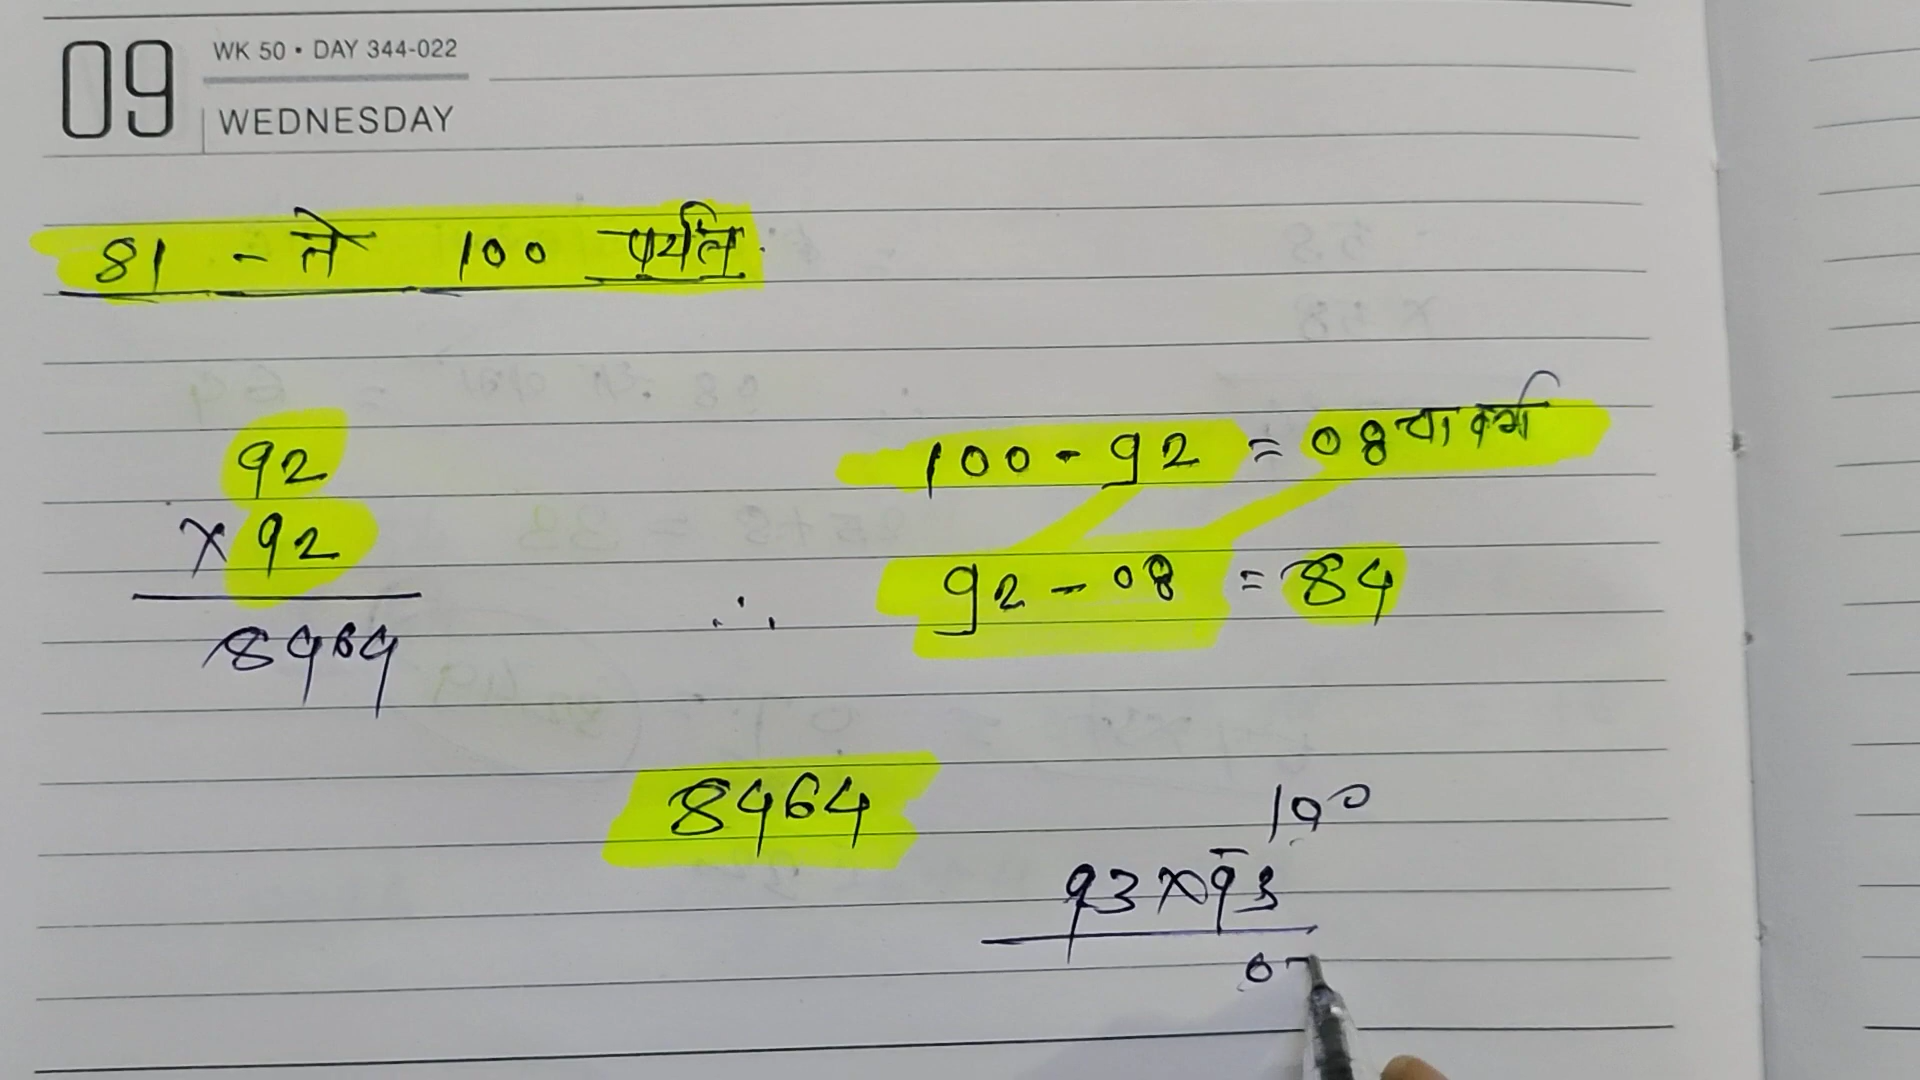 09
WK 50 • DAY 344-022
WEDNESDAY
81 - ते 100 पर्यंत.
92
× 92
8464
100 - 92 = 08 चा वर्ग
∴ 92 - 08 = 84
8464
100
- 
93 × 93
07